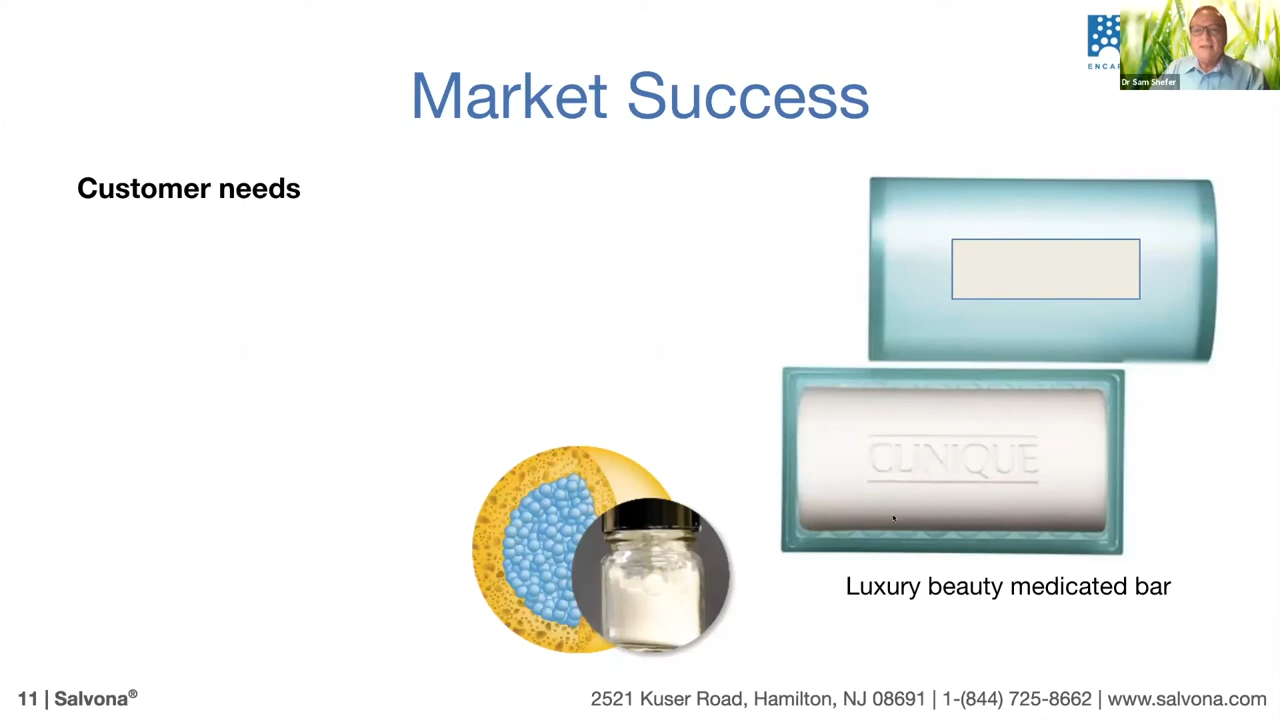 Market Success
ENCAP
Dr Sam Shefer
Customer needs
CLINIQUE
Luxury beauty medicated bar
11 | Salvona®
2521 Kuser Road, Hamilton, NJ 08691 | 1-(844) 725-8662 | www.salvona.com